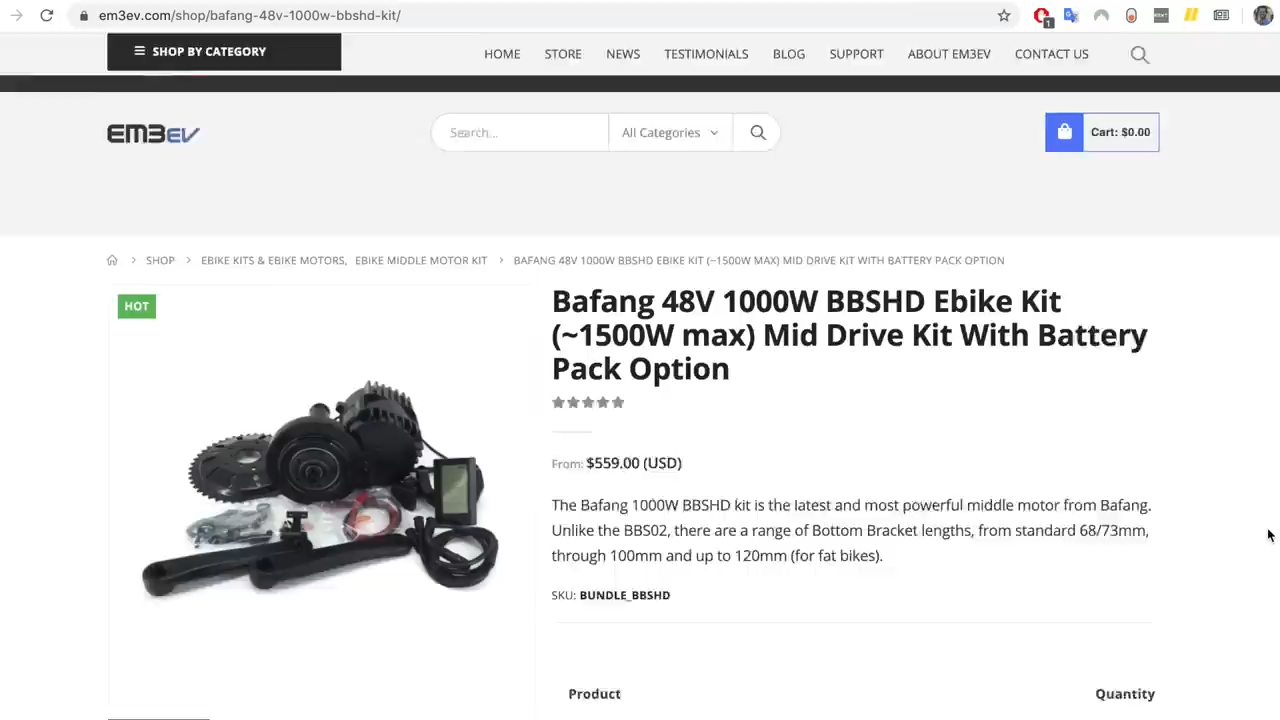 em3ev.com/shop/bafang-48v-1000w-bbshd-kit/
1
SHOP BY CATEGORY
HOME STORE NEWS TESTIMONIALS BLOG SUPPORT ABOUT EM3EV CONTACT US
EM3EV
Search... All Categories
Cart: $0.00
SHOP > EBIKE KITS & EBIKE MOTORS, EBIKE MIDDLE MOTOR KIT > BAFANG 48V 1000W BBSHD EBIKE KIT (~1500W MAX) MID DRIVE KIT WITH BATTERY PACK OPTION
HOT
Bafang 48V 1000W BBSHD Ebike Kit
(~1500W max) Mid Drive Kit With Battery
Pack Option
From: $559.00 (USD)
The Bafang 1000W BBSHD kit is the latest and most powerful middle motor from Bafang.
Unlike the BBS02, there are a range of Bottom Bracket lengths, from standard 68/73mm,
through 100mm and up to 120mm (for fat bikes).
SKU: BUNDLE_BBSHD
Product Quantity